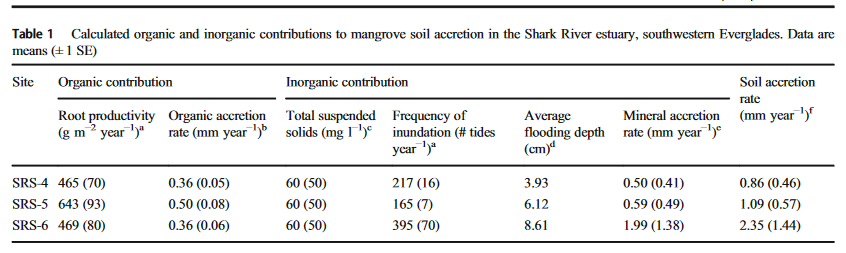 Table 1 Calculated organic and inorganic contributions to mangrove soil accretion in the Shark River estuary, southwestern Everglades. Data are
means (± 1 SE)
Site Organic contribution Inorganic contribution Soil accretion
rate
(mm year⁻¹)ᶠ
Root productivity Organic accretion Total suspended Frequency of Average Mineral accretion
(g m⁻² year⁻¹)ᵃ rate (mm year⁻¹)ᵇ solids (mg l⁻¹)ᶜ inundation (# tides flooding depth rate (mm year⁻¹)ᵉ
year⁻¹)ᵃ (cm)ᵈ
SRS-4 465 (70) 0.36 (0.05) 60 (50) 217 (16) 3.93 0.50 (0.41) 0.86 (0.46)
SRS-5 643 (93) 0.50 (0.08) 60 (50) 165 (7) 6.12 0.59 (0.49) 1.09 (0.57)
SRS-6 469 (80) 0.36 (0.06) 60 (50) 395 (70) 8.61 1.99 (1.38) 2.35 (1.44)